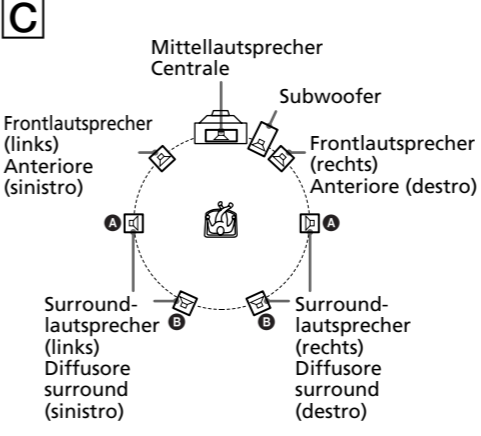 C
Mittellautsprecher
Centrale
Subwoofer
Frontlautsprecher
(links)
Anteriore
(sinistro)
Frontlautsprecher
(rechts)
Anteriore (destro)
A
A
B
B
Surround-
lautsprecher
(links)
Diffusore
surround
(sinistro)
Surround-
lautsprecher
(rechts)
Diffusore
surround
(destro)